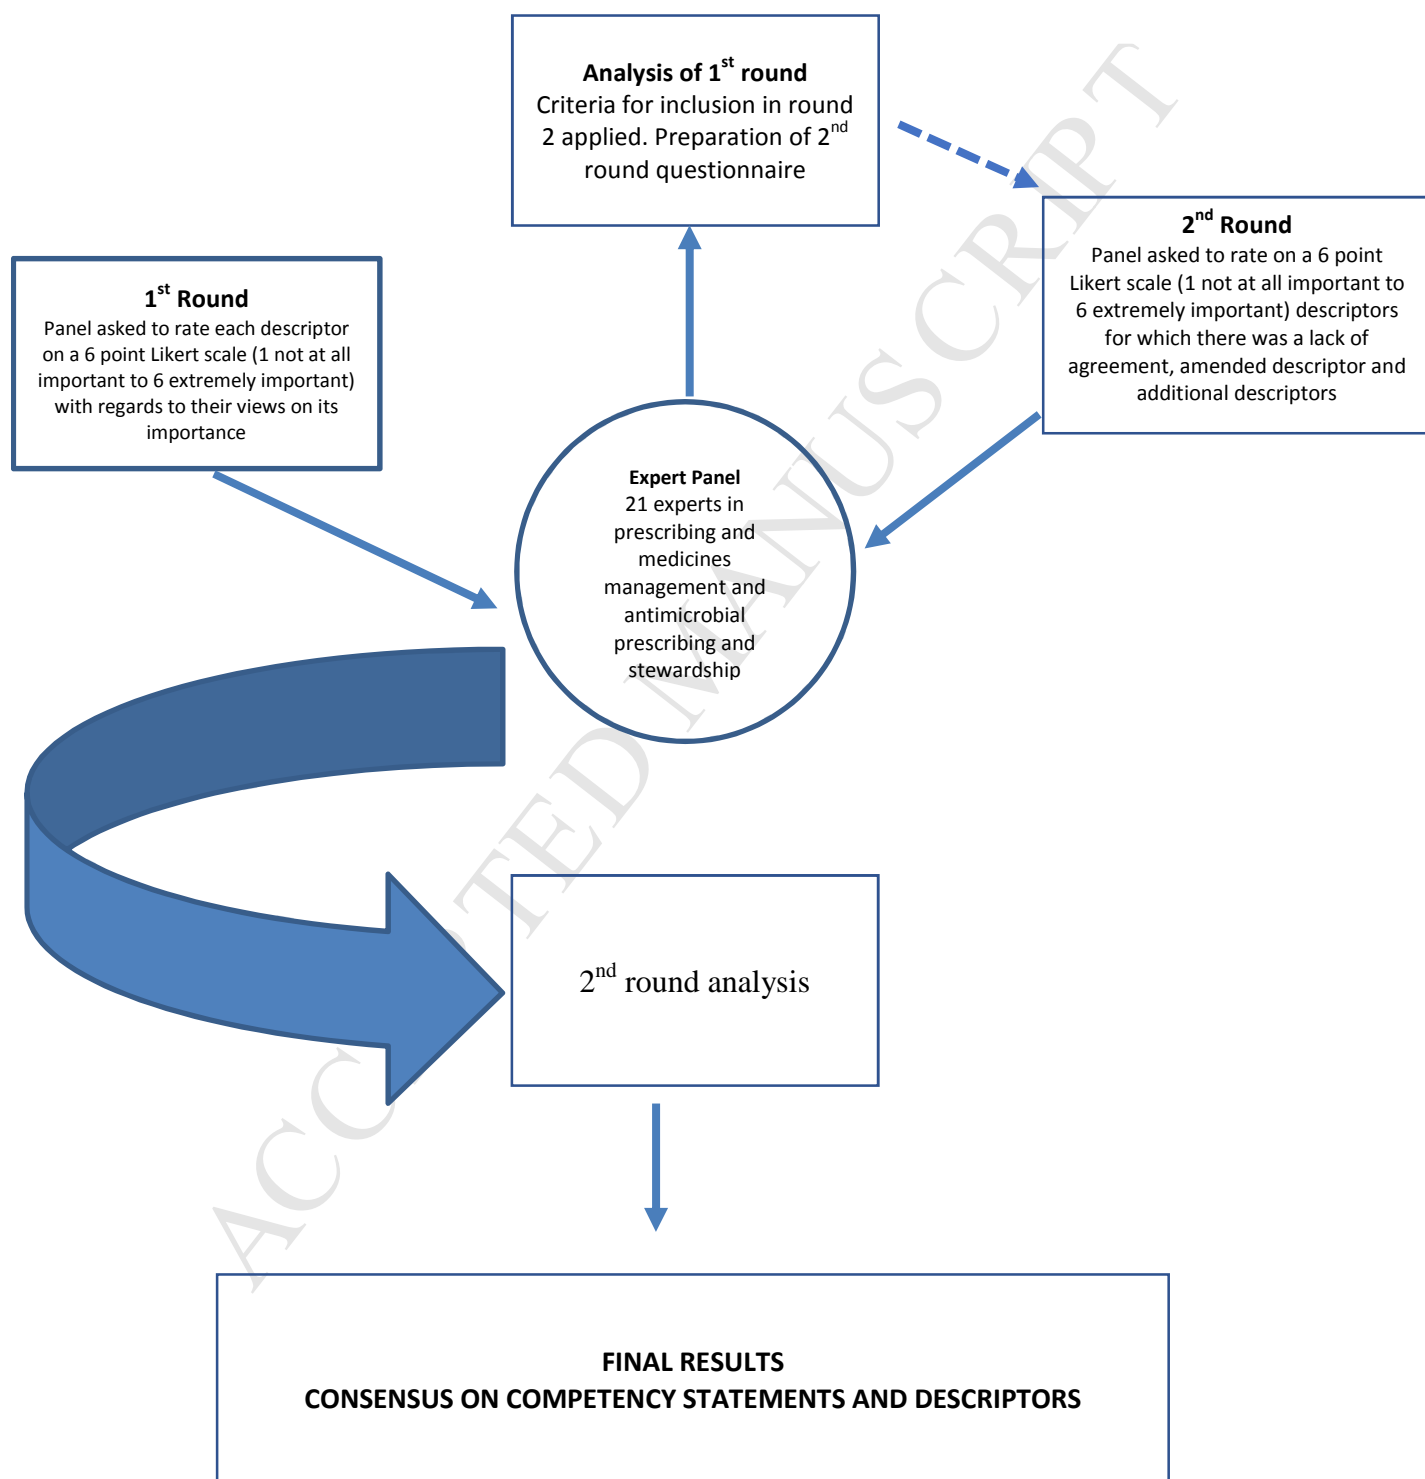 Analysis of 1st round
Criteria for inclusion in round
2 applied. Preparation of 2nd
round questionnaire
2nd Round
Panel asked to rate on a 6 point
Likert scale (1 not at all important to
6 extremely important) descriptors
for which there was a lack of
agreement, amended descriptor and
additional descriptors
1st Round
Panel asked to rate each descriptor
on a 6 point Likert scale (1 not at all
important to 6 extremely important)
with regards to their views on its
importance
Expert Panel
21 experts in
prescribing and
medicines
management and
antimicrobial
prescribing and
stewardship
2nd round analysis
FINAL RESULTS
CONSENSUS ON COMPETENCY STATEMENTS AND DESCRIPTORS
ACCEPTED MANUSCRIPT